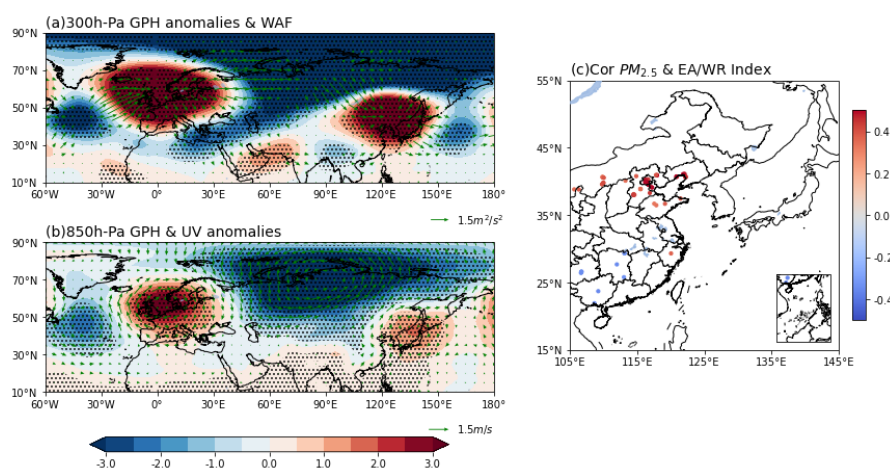 (a)300h-Pa GPH anomalies & WAF
90°N
70°N
50°N
30°N
10°N
60°W 30°W 0° 30°E 60°E 90°E 120°E 150°E 180°
1.5m²/s²
(b)850h-Pa GPH & UV anomalies
90°N
70°N
50°N
30°N
10°N
60°W 30°W 0° 30°E 60°E 90°E 120°E 150°E 180°
1.5m/s
-3.0 -2.0 -1.0 0.0 1.0 2.0 3.0
(c)Cor PM₂.₅ & EA/WR Index
55°N
45°N
35°N
25°N
15°N
105°E 115°E 125°E 135°E 145°E
0.4
0.2
0.0
-0.2
-0.4